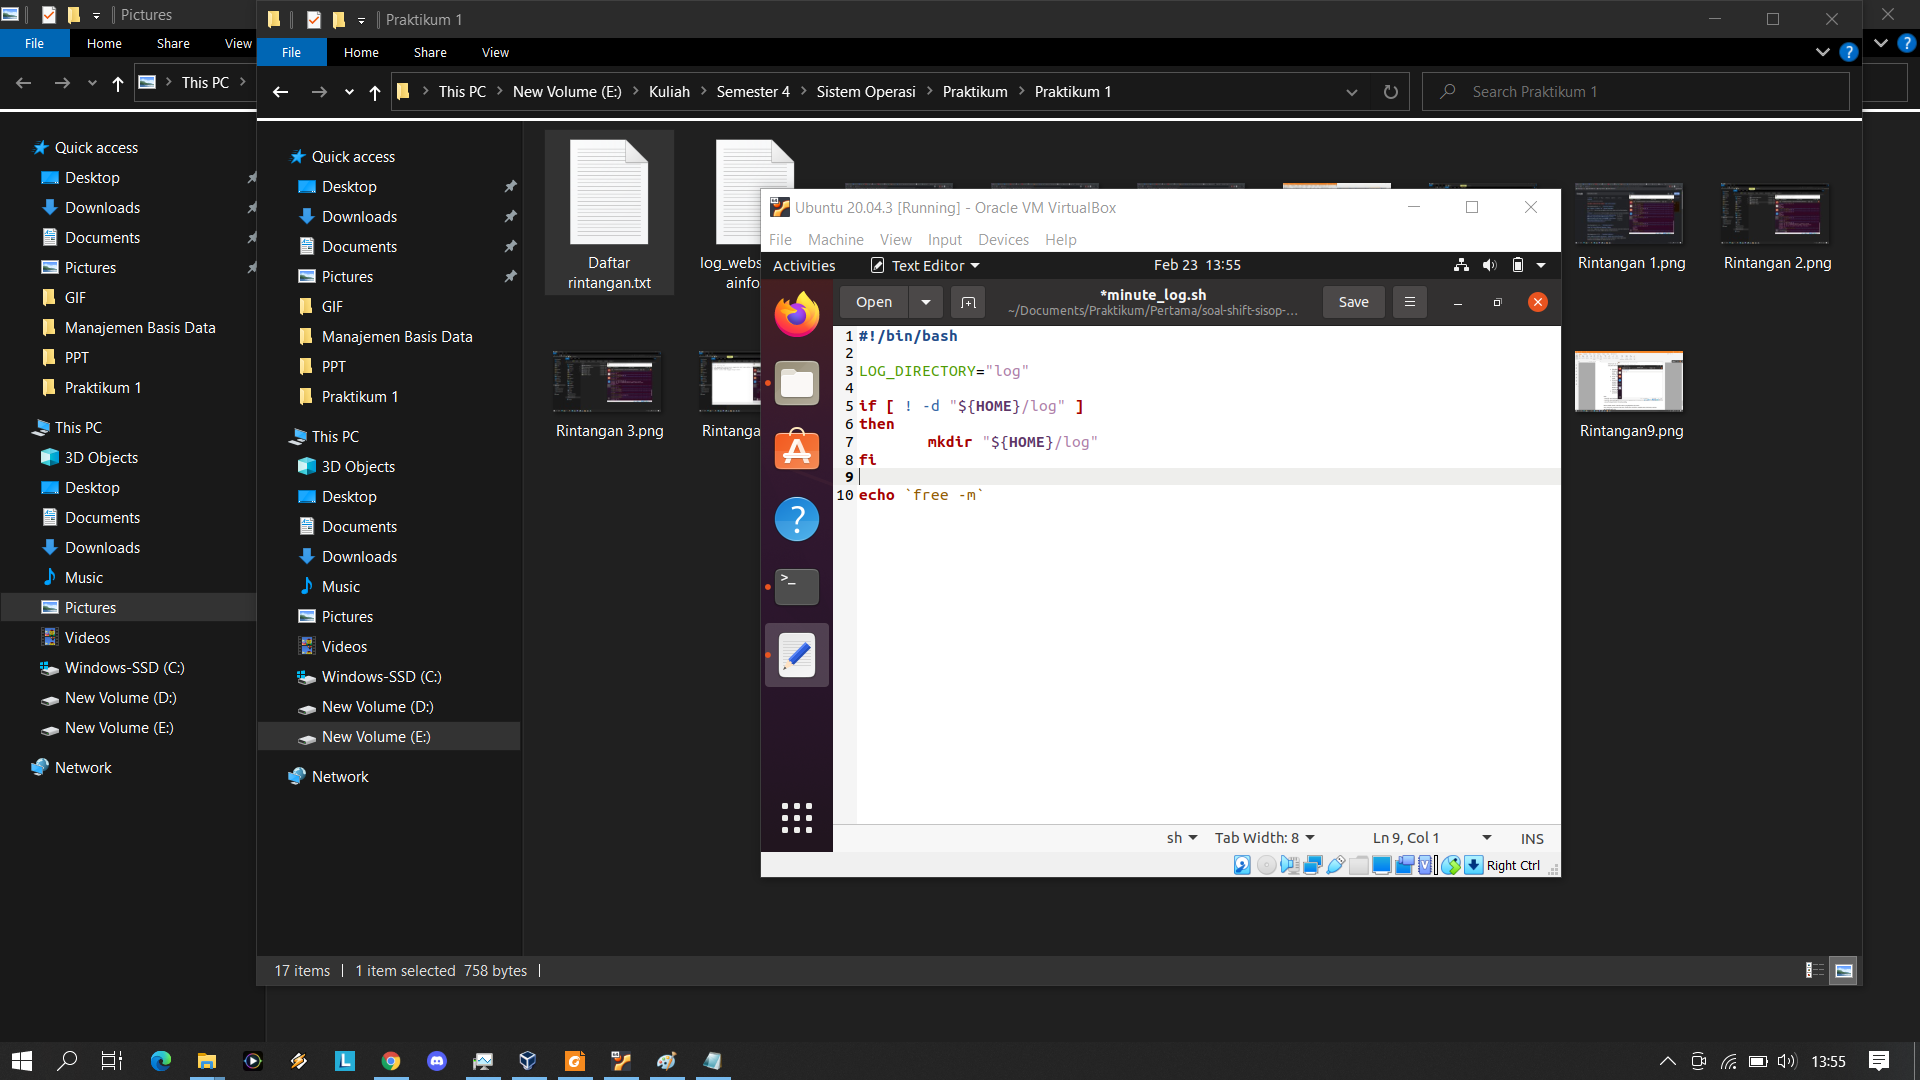 Pictures
File
Home
Share
View
This PC
Quick access
Desktop
Downloads
Documents
Pictures
GIF
Manajemen Basis Data
PPT
Praktikum 1
This PC
3D Objects
Desktop
Documents
Downloads
Music
Pictures
Videos
Windows-SSD (C:)
New Volume (D:)
New Volume (E:)
Network
Praktikum 1
File
Home
Share
View
This PC > New Volume (E:) > Kuliah > Semester 4 > Sistem Operasi > Praktikum > Praktikum 1
Search Praktikum 1
Quick access
Desktop
Downloads
Documents
Pictures
GIF
Manajemen Basis Data
PPT
Praktikum 1
This PC
3D Objects
Desktop
Documents
Downloads
Music
Pictures
Videos
Windows-SSD (C:)
New Volume (D:)
New Volume (E:)
Network
Daftar
rintangan.txt
log_webs
ainfo
Rintangan 1.png
Rintangan 2.png
Rintangan 3.png
Rintanga
Rintangan9.png
17 items
1 item selected 758 bytes
Ubuntu 20.04.3 [Running] - Oracle VM VirtualBox
File Machine View Input Devices Help
Activities
Text Editor
Feb 23 13:55
Open
*minute_log.sh
~/Documents/Praktikum/Pertama/soal-shift-sisop-...
Save
1 #!/bin/bash
2
3 LOG_DIRECTORY="log"
4
5 if [ ! -d "${HOME}/log" ]
6 then
7 mkdir "${HOME}/log"
8 fi
9
10 echo `free -m`
sh
Tab Width: 8
Ln 9, Col 1
INS
Right Ctrl
13:55